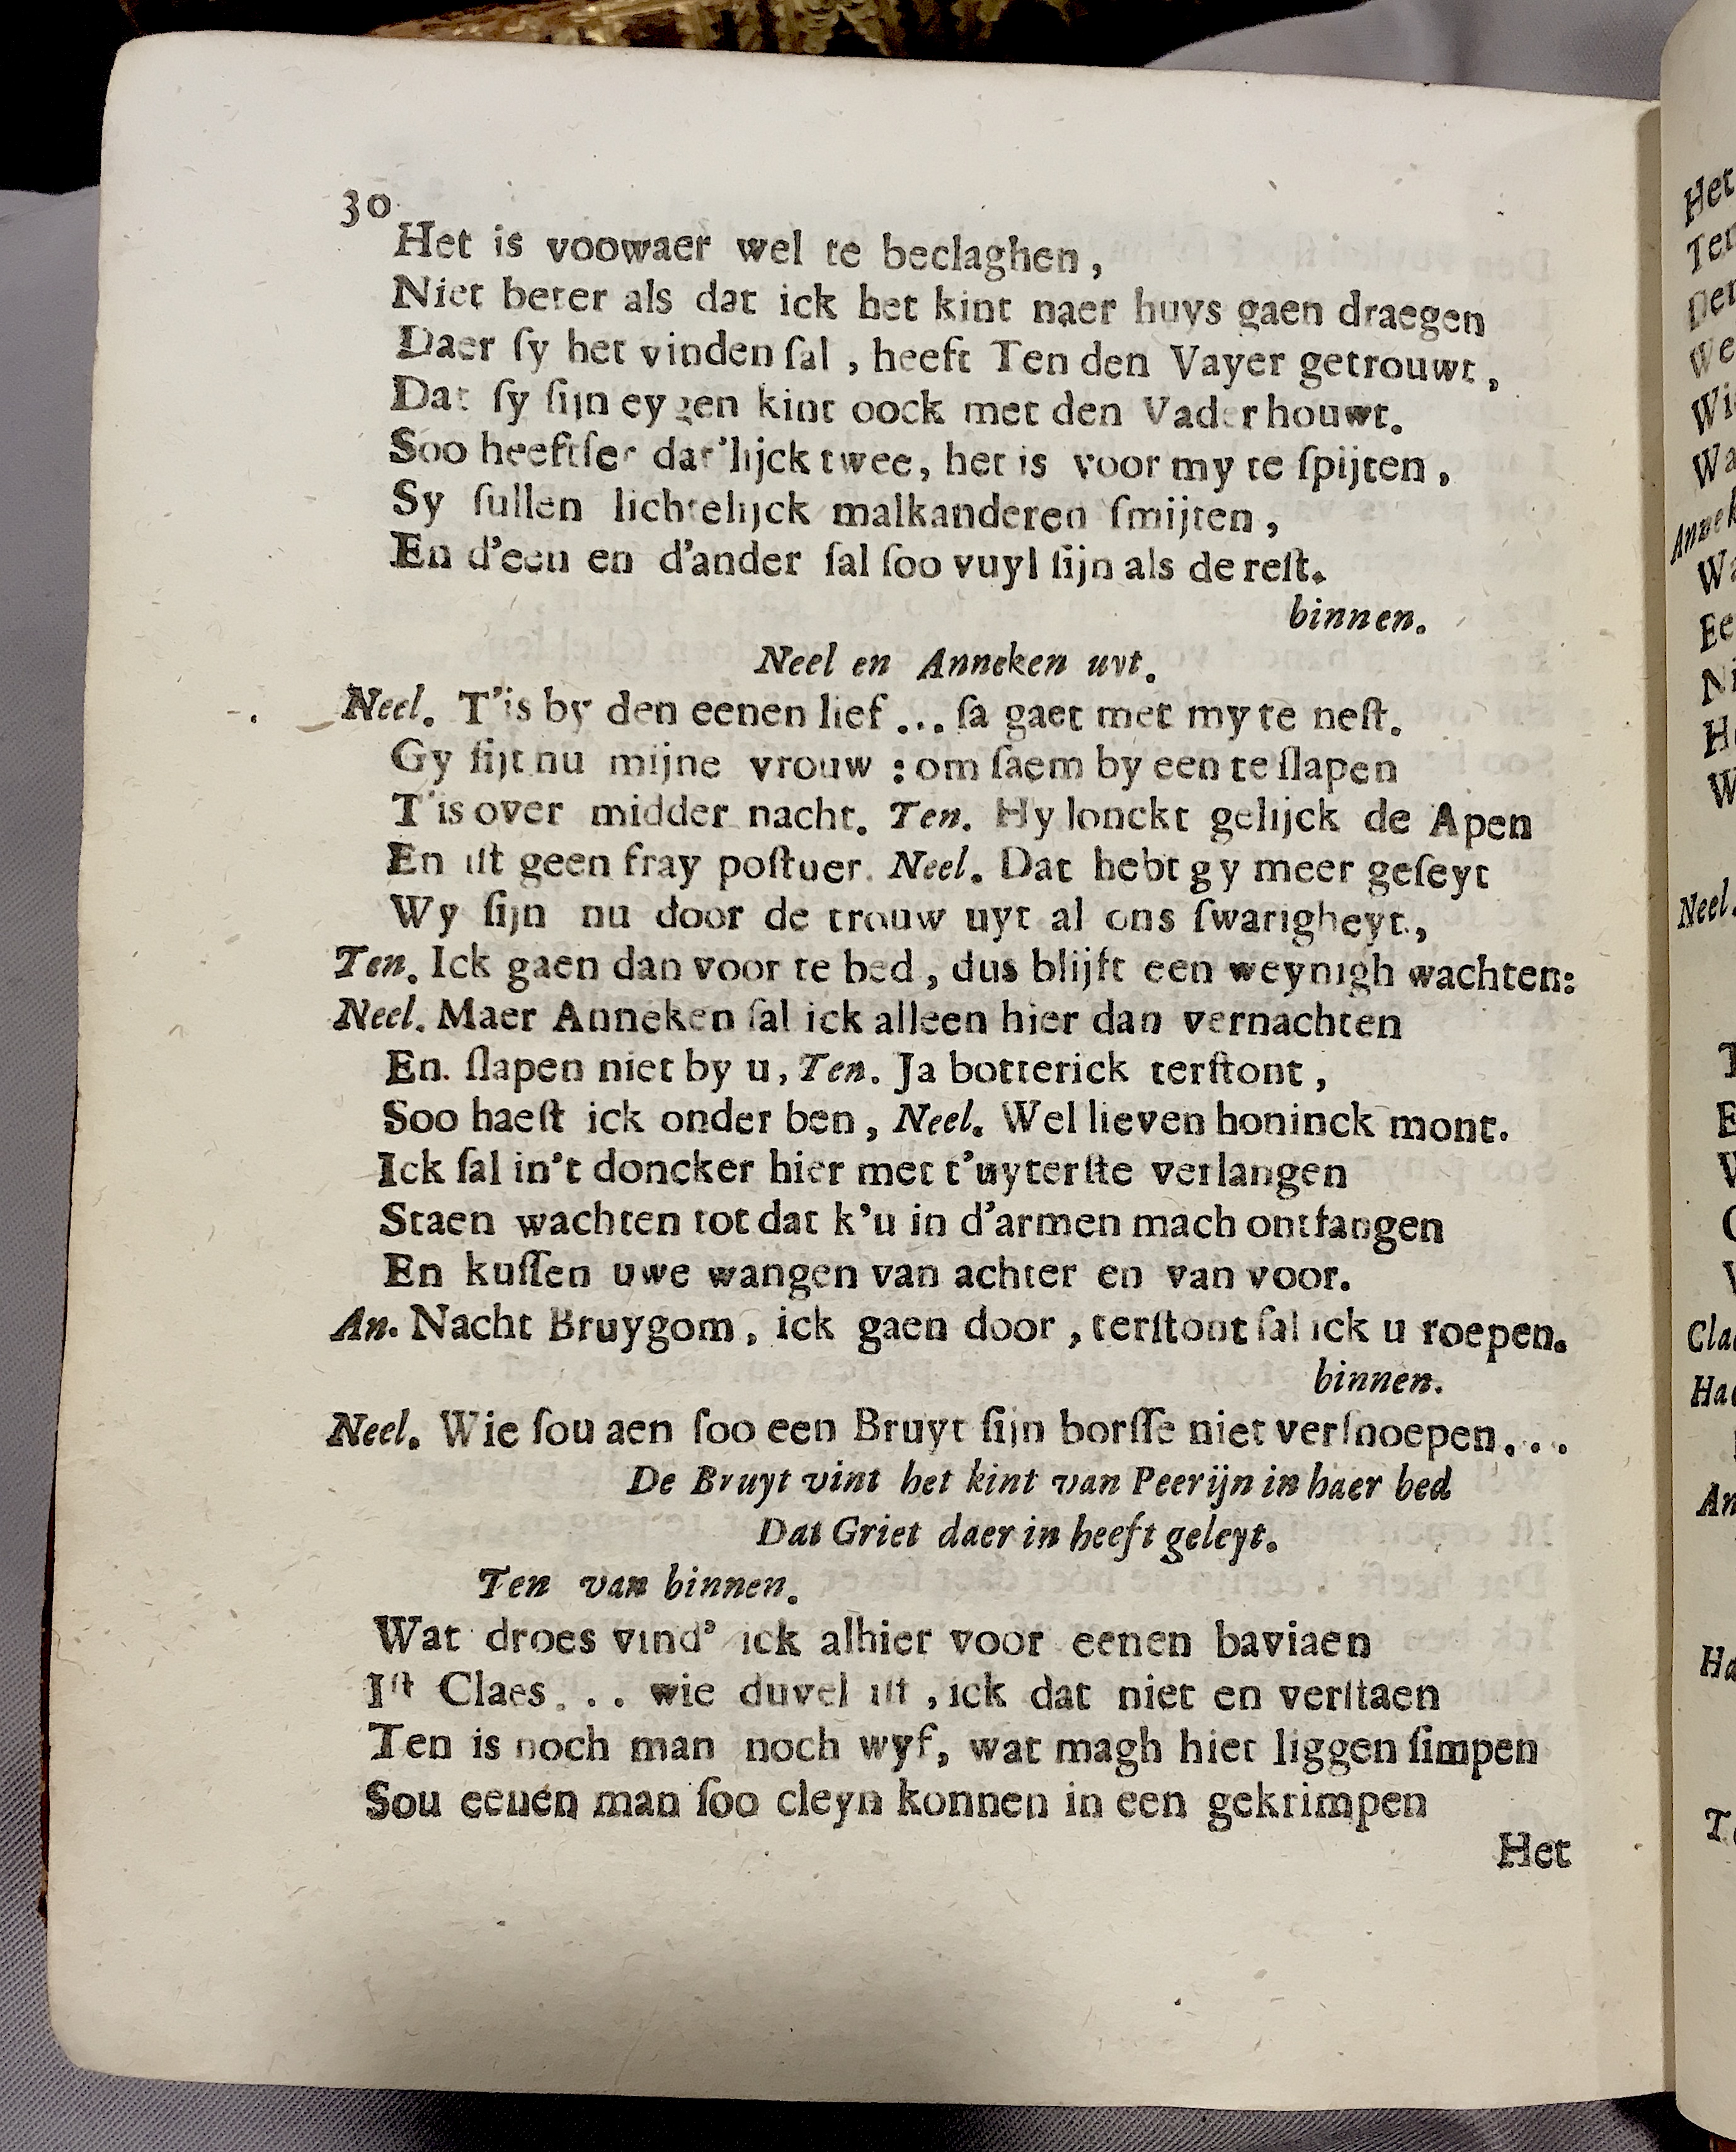 30
Het is voowaer wel te beclaghen,
Niet beter als dat ick het kint naer huys gaen draegen
Daer ſy het vinden ſal, heeft Ten den Vayer getrouwt,
Dat ſy ſijn eygen kint oock met den Vader houwt.
Soo heeftſer dat'lijck twee, het is voor my te ſpijten,
Sy ſullen lichtelijck malkanderen ſmijten,
En d'een en d'ander ſal ſoo vuyl ſijn als de reſt.
binnen.
Neel en Anneken uyt.
Neel. T'is by den eenen lief... ſa gaet met my te neſt.
Gy ſijt nu mijne vrouw : om ſaem by een te ſlapen
T'is over midder nacht. Ten. Hy lonckt gelijck de Apen
En iſt geen fray poſtuer. Neel. Dat hebt gy meer geſeyt
Wy ſijn nu door de trouw uyt al ons ſwarigheyt.,
Ten. Ick gaen dan voor te bed, dus blijft een weynigh wachten:
Neel. Maer Anneken ſal ick alleen hier dan vernachten
En. ſlapen niet by u, Ten. Ja botterick terſtont,
Soo haeſt ick onder ben, Neel. Wel lieven honinck mont.
Ick ſal in't doncker hier met t'uyterſte verlangen
Staen wachten tot dat k'u in d'armen mach ontfangen
En kuſſen uwe wangen van achter en van voor.
An. Nacht Bruygom, ick gaen door, terſtont ſal ick u roepen.
binnen.
Neel. Wie ſou aen ſoo een Bruyt ſijn borſſe niet verſnoepen...
De Bruyt vint het kint van Peerijn in haer bed
Dat Griet daer in heeft geleyt.
Ten van binnen.
Wat droes vind' ick alhier voor eenen baviaen
Iſt Claes... wie duvel iſt, ick dat niet en verſtaen
Ten is noch man noch wyf, wat magh hier liggen ſimpen
Sou eenen man ſoo cleyn konnen in een gekrimpen
Het
Het
Neel.